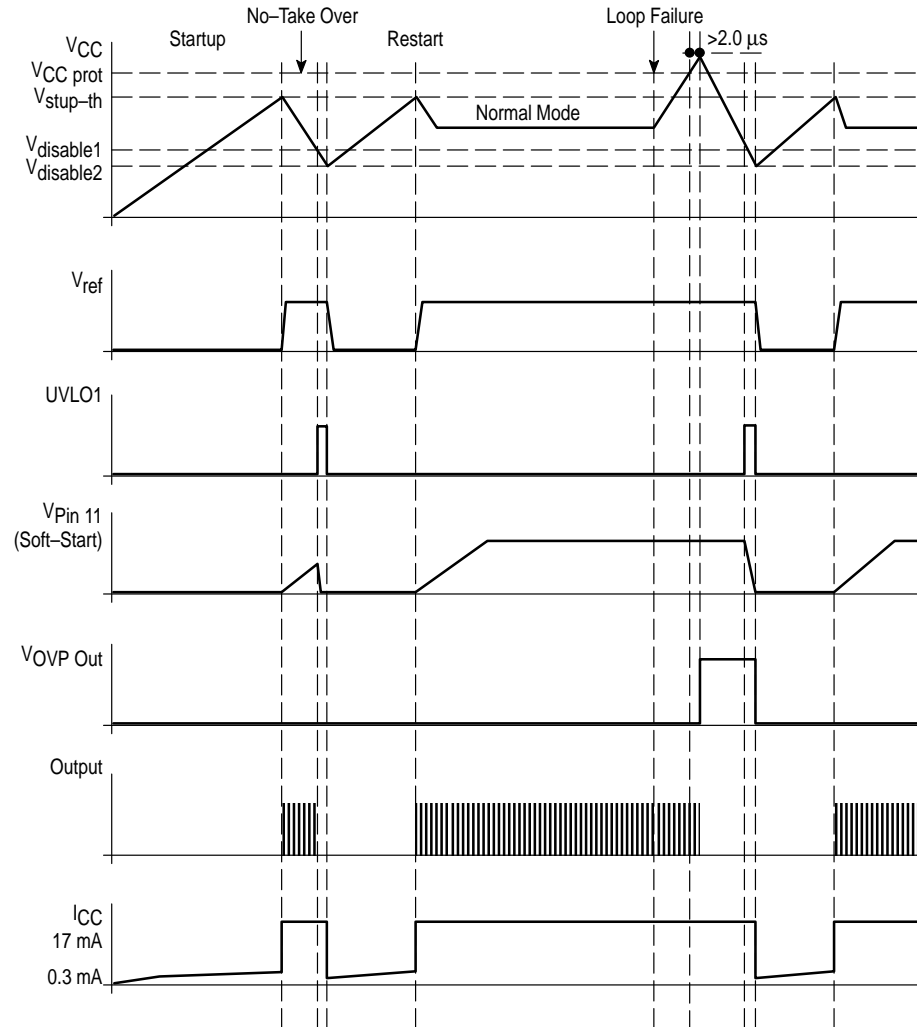 No–Take Over
Loop Failure
Startup
Restart
>2.0 μs
VCC
VCC prot
Vstup–th
Normal Mode
Vdisable1
Vdisable2
Vref
UVLO1
VPin 11
(Soft–Start)
VOVP Out
Output
ICC
17 mA
0.3 mA